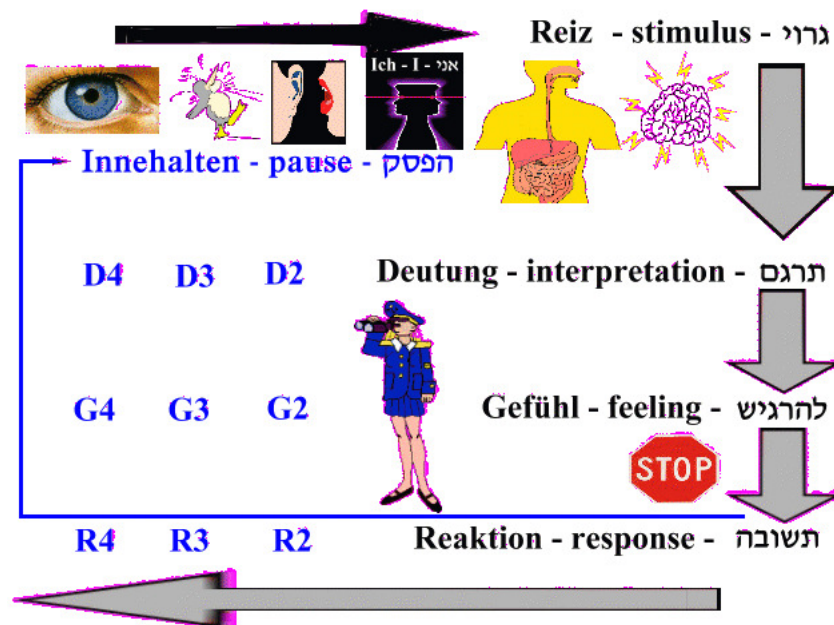 Reiz - stimulus - גרוי
Ich - I - אני
Innehalten - pause - הפסק
D4 D3 D2 Deutung - interpretation - תרגם
G4 G3 G2 Gefühl - feeling - להרגיש
STOP
R4 R3 R2 Reaktion - response - תשובה